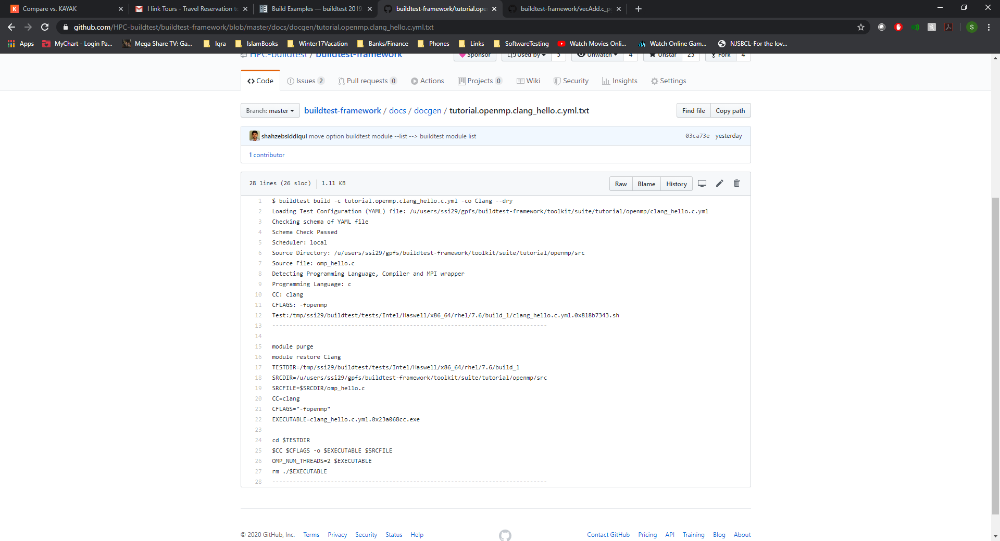 Compare vs. KAYAK
I link Tours - Travel Reservation to
Build Examples — buildtest 2019.
buildtest-framework/tutorial.ope
buildtest-framework/vecAdd.c_p
github.com/HPC-buildtest/buildtest-framework/blob/master/docs/docgen/tutorial.openmp.clang_hello.c.yml.txt
S
Apps MyChart - Login Pa... Mega Share TV: Ga... Iqra IslamBooks Winter17Vacation Banks/Finance Phones Links SoftwareTesting Watch Movies Onli... Watch Online Gam... NJSBCL-For the lov...
HPC-buildtest / buildtest-framework Sponsor Used by 5 Unwatch 4 Unstar 25 Fork 4
Code Issues 2 Pull requests 0 Actions Projects 0 Wiki Security Insights Settings
Branch: master buildtest-framework / docs / docgen / tutorial.openmp.clang_hello.c.yml.txt Find file Copy path
shahzebsiddiqui move option buildtest module --list --> buildtest module list 03ca73e yesterday
1 contributor
28 lines (26 sloc) 1.11 KB Raw Blame History
1 $ buildtest build -c tutorial.openmp.clang_hello.c.yml -co Clang --dry
2 Loading Test Configuration (YAML) file: /u/users/ssi29/gpfs/buildtest-framework/toolkit/suite/tutorial/openmp/clang_hello.c.yml
3 Checking schema of YAML file
4 Schema Check Passed
5 Scheduler: local
6 Source Directory: /u/users/ssi29/gpfs/buildtest-framework/toolkit/suite/tutorial/openmp/src
7 Source File: omp_hello.c
8 Detecting Programming Language, Compiler and MPI wrapper
9 Programming Language: c
10 CC: clang
11 CFLAGS: -fopenmp
12 Test:/tmp/ssi29/buildtest/tests/Intel/Haswell/x86_64/rhel/7.6/build_1/clang_hello.c.yml.0x818b7343.sh
13 --------------------------------------------------------------------------------
14
15 module purge
16 module restore Clang
17 TESTDIR=/tmp/ssi29/buildtest/tests/Intel/Haswell/x86_64/rhel/7.6/build_1
18 SRCDIR=/u/users/ssi29/gpfs/buildtest-framework/toolkit/suite/tutorial/openmp/src
19 SRCFILE=$SRCDIR/omp_hello.c
20 CC=clang
21 CFLAGS="-fopenmp"
22 EXECUTABLE=clang_hello.c.yml.0x23a068cc.exe
23
24 cd $TESTDIR
25 $CC $CFLAGS -o $EXECUTABLE $SRCFILE
26 OMP_NUM_THREADS=2 $EXECUTABLE
27 rm ./$EXECUTABLE
28 --------------------------------------------------------------------------------
© 2020 GitHub, Inc. Terms Privacy Security Status Help Contact GitHub Pricing API Training Blog About